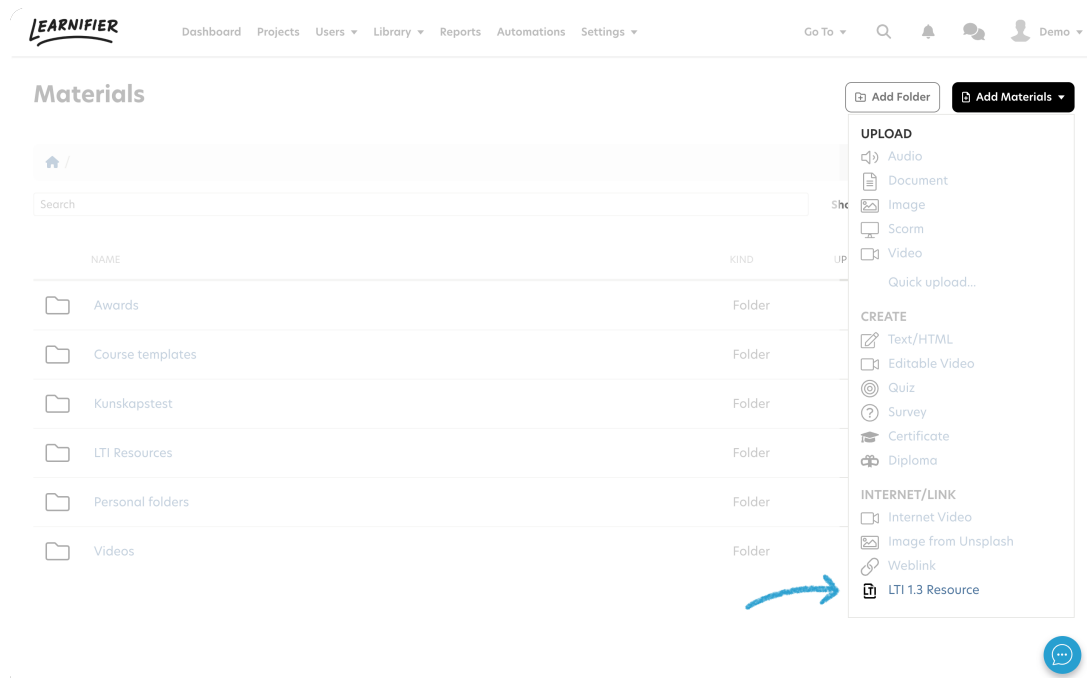 LEARNIFIER
Dashboard Projects Users Library Reports Automations Settings Go To Demo
Materials
Add Folder Add Materials
UPLOAD
Audio
/
Document
Search
Image
Scorm
Video
NAME KIND
Quick upload...
Awards Folder
CREATE
Text/HTML
Course templates Folder
Editable Video
Quiz
Kunskapstest Folder
Survey
Certificate
LTI Resources Folder
Diploma
INTERNET/LINK
Personal folders Folder
Internet Video
Image from Unsplash
Videos Folder
Weblink
LTI LTI 1.3 Resource